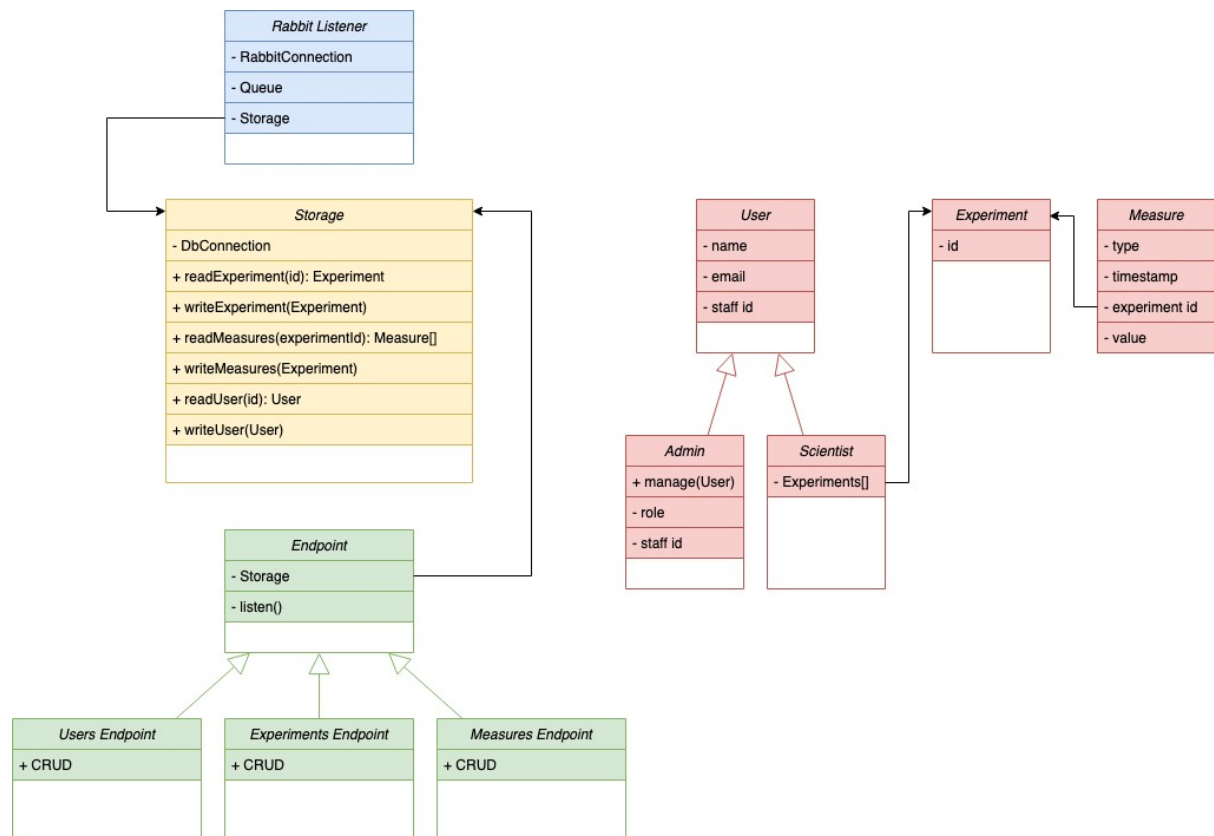 Rabbit Listener
- RabbitConnection
- Queue
- Storage
Storage
- DbConnection
+ readExperiment(id): Experiment
+ writeExperiment(Experiment)
+ readMeasures(experimentId): Measure[]
+ writeMeasures(Experiment)
+ readUser(id): User
+ writeUser(User)
User
- name
- email
- staff id
Experiment
- id
Measure
- type
- timestamp
- experiment id
- value
Admin
+ manage(User)
- role
- staff id
Scientist
- Experiments[]
Endpoint
- Storage
- listen()
Users Endpoint
+ CRUD
Experiments Endpoint
+ CRUD
Measures Endpoint
+ CRUD